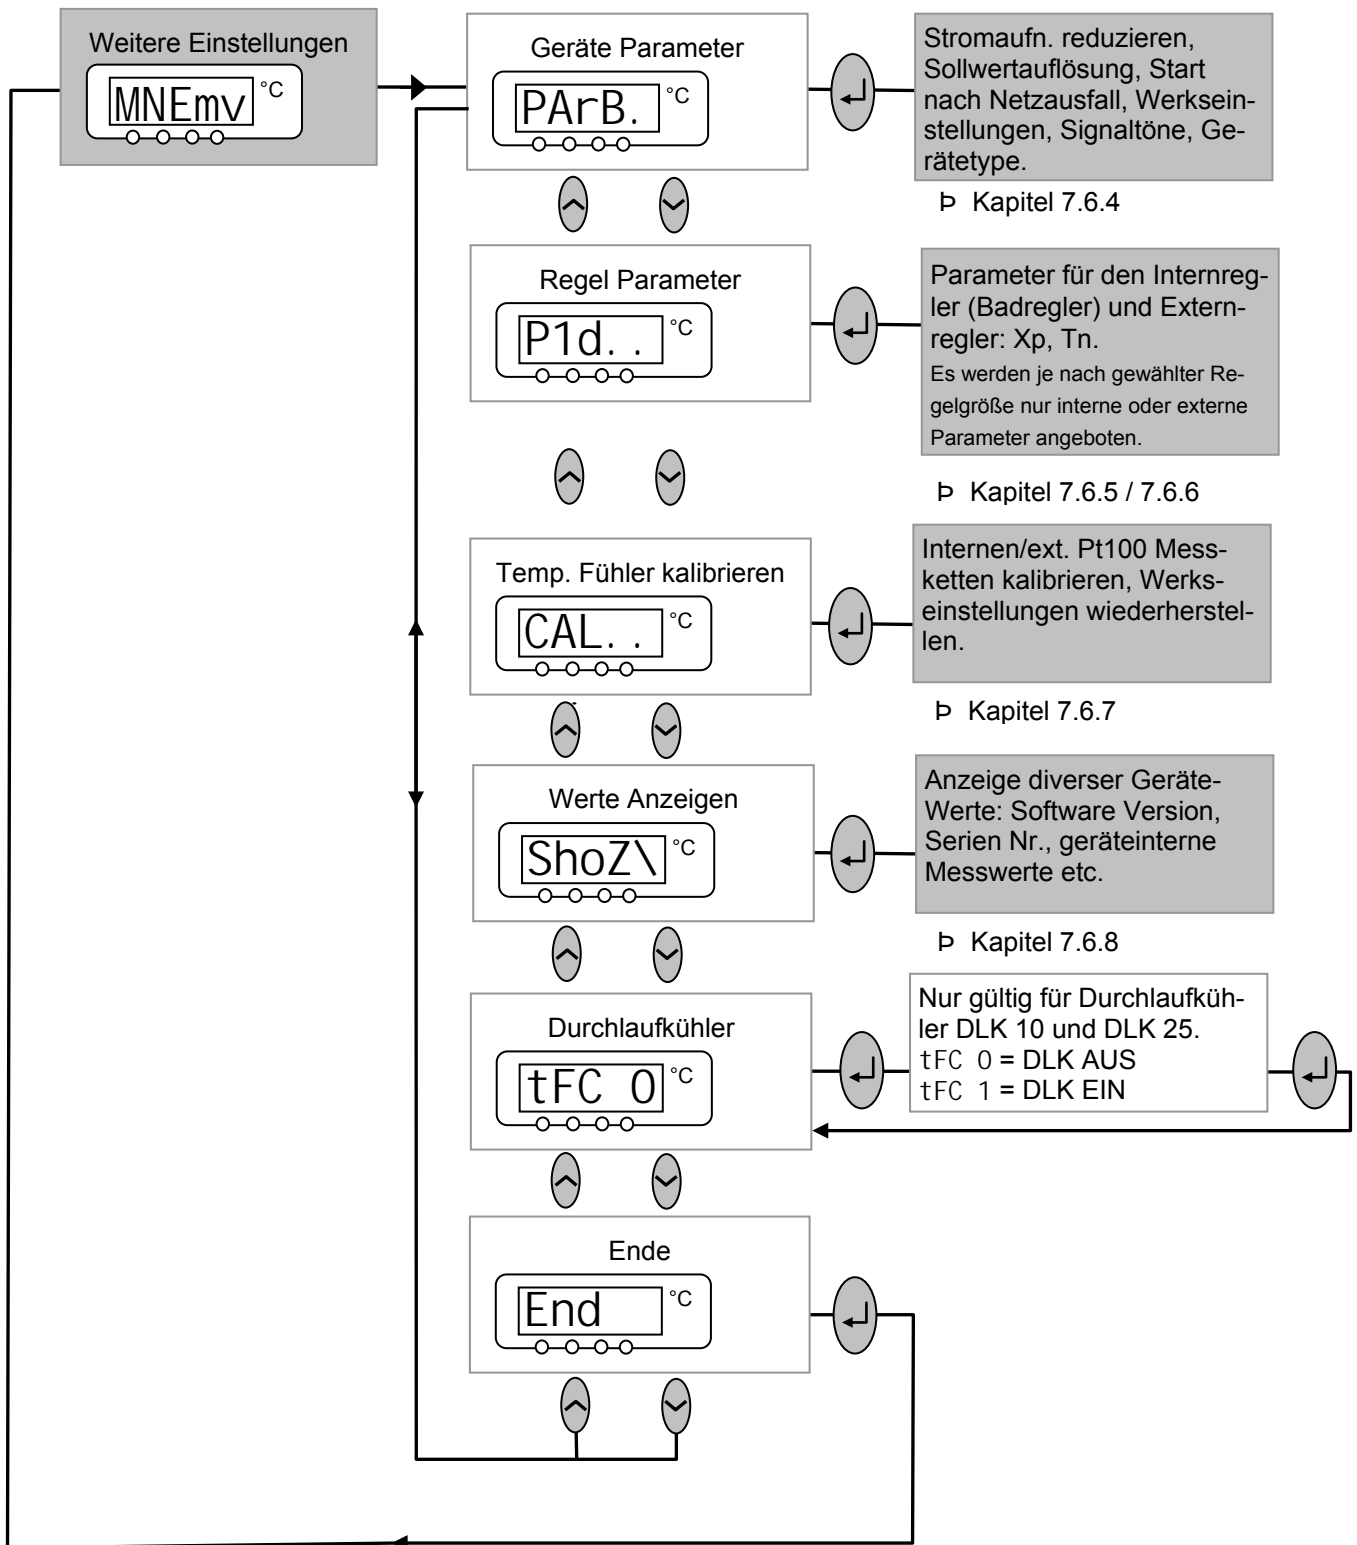 Weitere Einstellungen
MNEmv °C
Geräte Parameter
PArB. °C
Stromaufn. reduzieren,
Sollwertauflösung, Start
nach Netzausfall, Werksein-
stellungen, Signaltöne, Ge-
rätetype.
Þ Kapitel 7.6.4
Regel Parameter
P1d. . °C
Parameter für den Internreg-
ler (Badregler) und Extern-
regler: Xp, Tn.
Es werden je nach gewählter Re-
gelgröße nur interne oder externe
Parameter angeboten.
Þ Kapitel 7.6.5 / 7.6.6
Temp. Fühler kalibrieren
CAL. . °C
Internen/ext. Pt100 Mess-
ketten kalibrieren, Werks-
einstellungen wiederherstel-
len.
Þ Kapitel 7.6.7
Werte Anzeigen
ShoZ\ °C
Anzeige diverser Geräte-
Werte: Software Version,
Serien Nr., geräteinterne
Messwerte etc.
Þ Kapitel 7.6.8
Durchlaufkühler
tFC 0 °C
Nur gültig für Durchlaufküh-
ler DLK 10 und DLK 25.
tFC 0 = DLK AUS
tFC 1 = DLK EIN
Ende
End °C